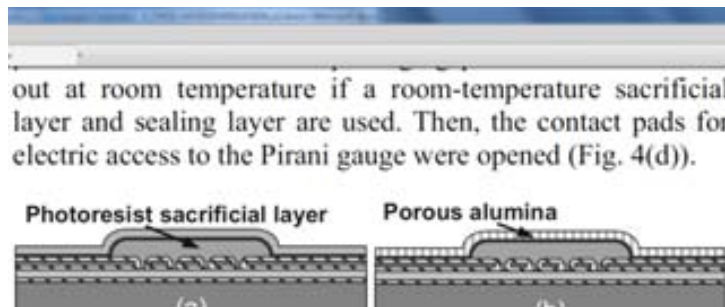 out at room temperature if a room-temperature sacrificial
layer and sealing layer are used. Then, the contact pads for
electric access to the Pirani gauge were opened (Fig. 4(d)).
Photoresist sacrificial layer
Porous alumina
(a)
(b)